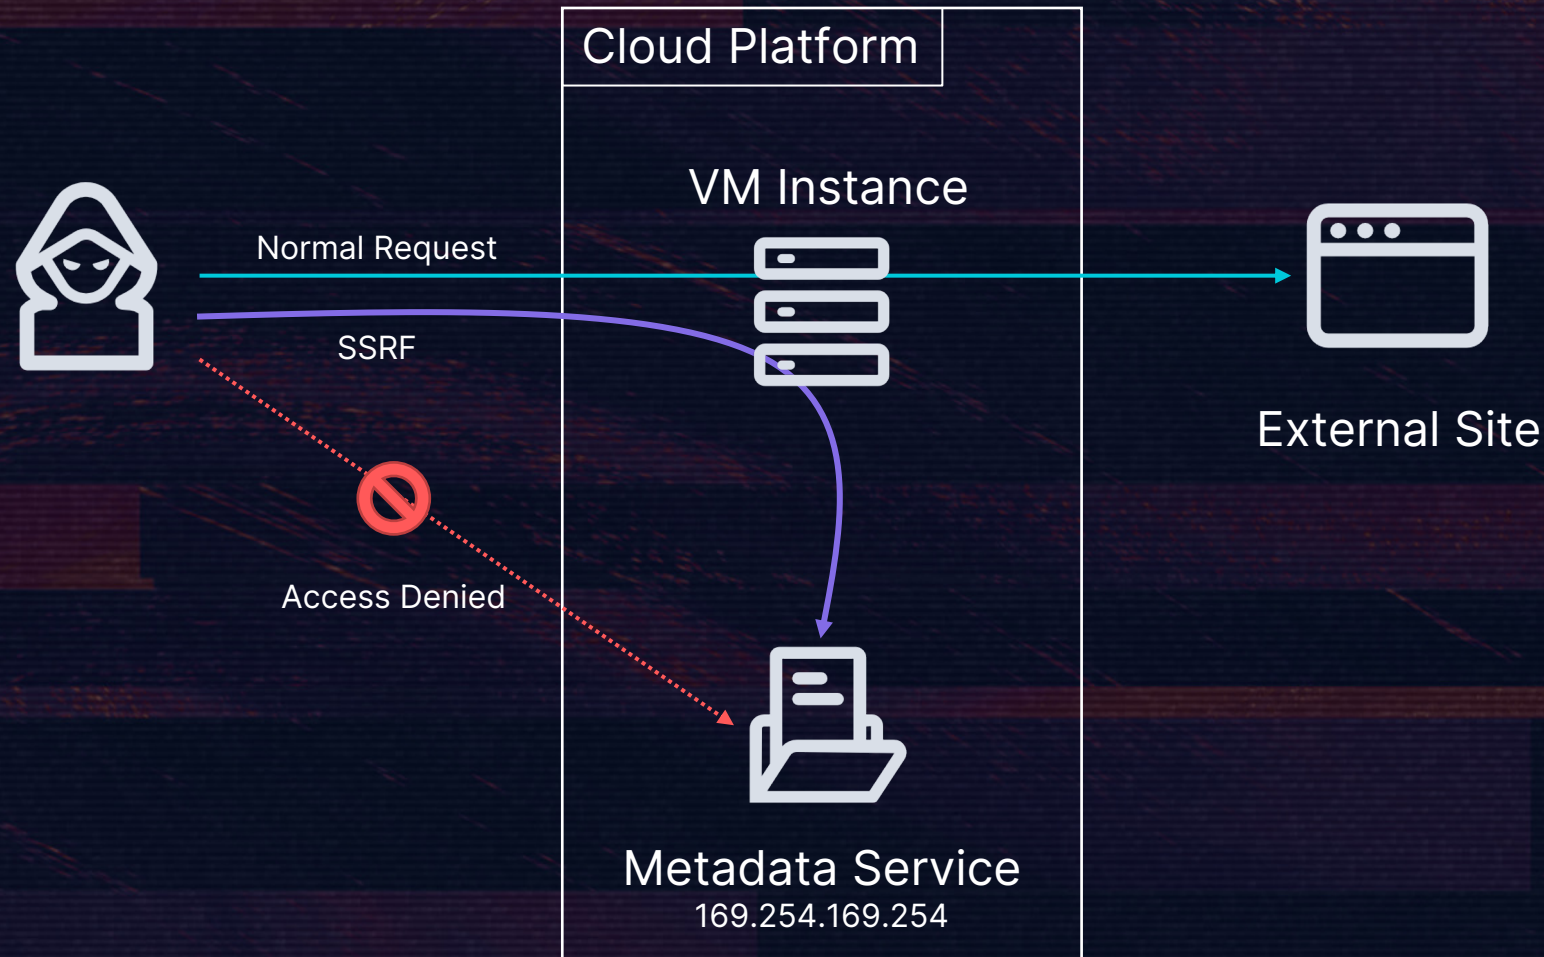 Cloud Platform
VM Instance
Normal Request
SSRF
External Site
Access Denied
Metadata Service
169.254.169.254